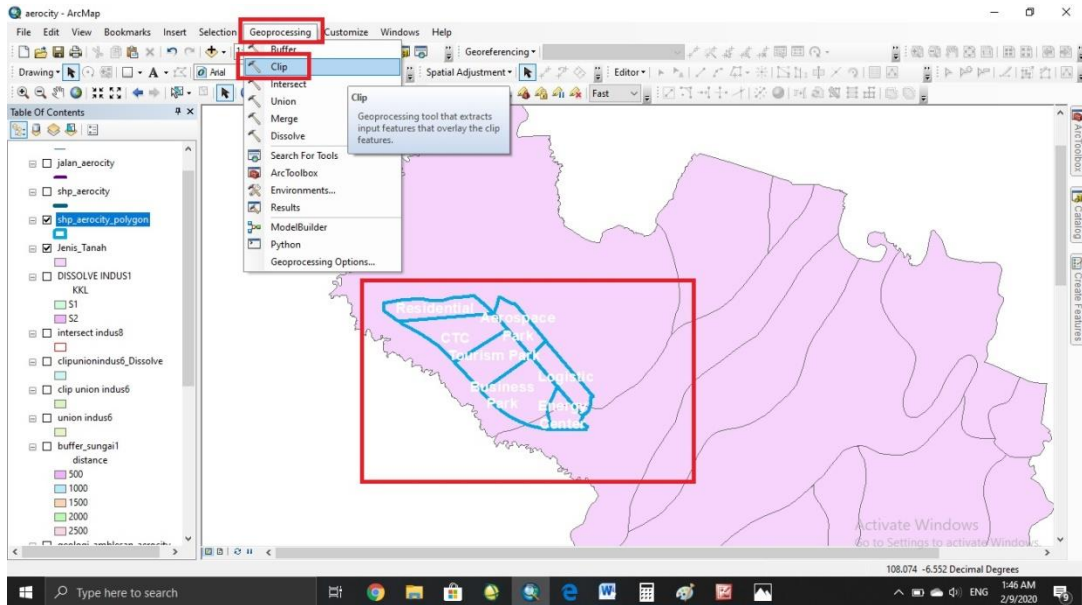 aerocity - ArcMap
File Edit View Bookmarks Insert Selection Geoprocessing Customize Windows Help
Georeferencing
Drawing Arial Spatial Adjustment Editor
Fast
Table Of Contents
jalan_aerocity
shp_aerocity
shp_aerocity_polygon
Jenis_Tanah
DISSOLVE INDUS1
KKL
S1
S2
intersect indus8
clipunionindus6_Dissolve
clip union indus6
union indus6
buffer_sungai1
distance
500
1000
1500
2000
2500
Buffer
Clip
Intersect
Union
Merge
Dissolve
Search For Tools
ArcToolbox
Environments...
Results
ModelBuilder
Python
Geoprocessing Options...
Clip
Geoprocessing tool that extracts
input features that overlay the clip
features.
Residential
Aerospace
Park
CTC
Tourism Park
Logistic
Business
Park
Energy
Center
ArcToolbox
Catalog
Create Features
Activate Windows
Go to Settings to activate Windows.
108.074 -6.552 Decimal Degrees
Type here to search
ENG
1:46 AM
2/9/2020